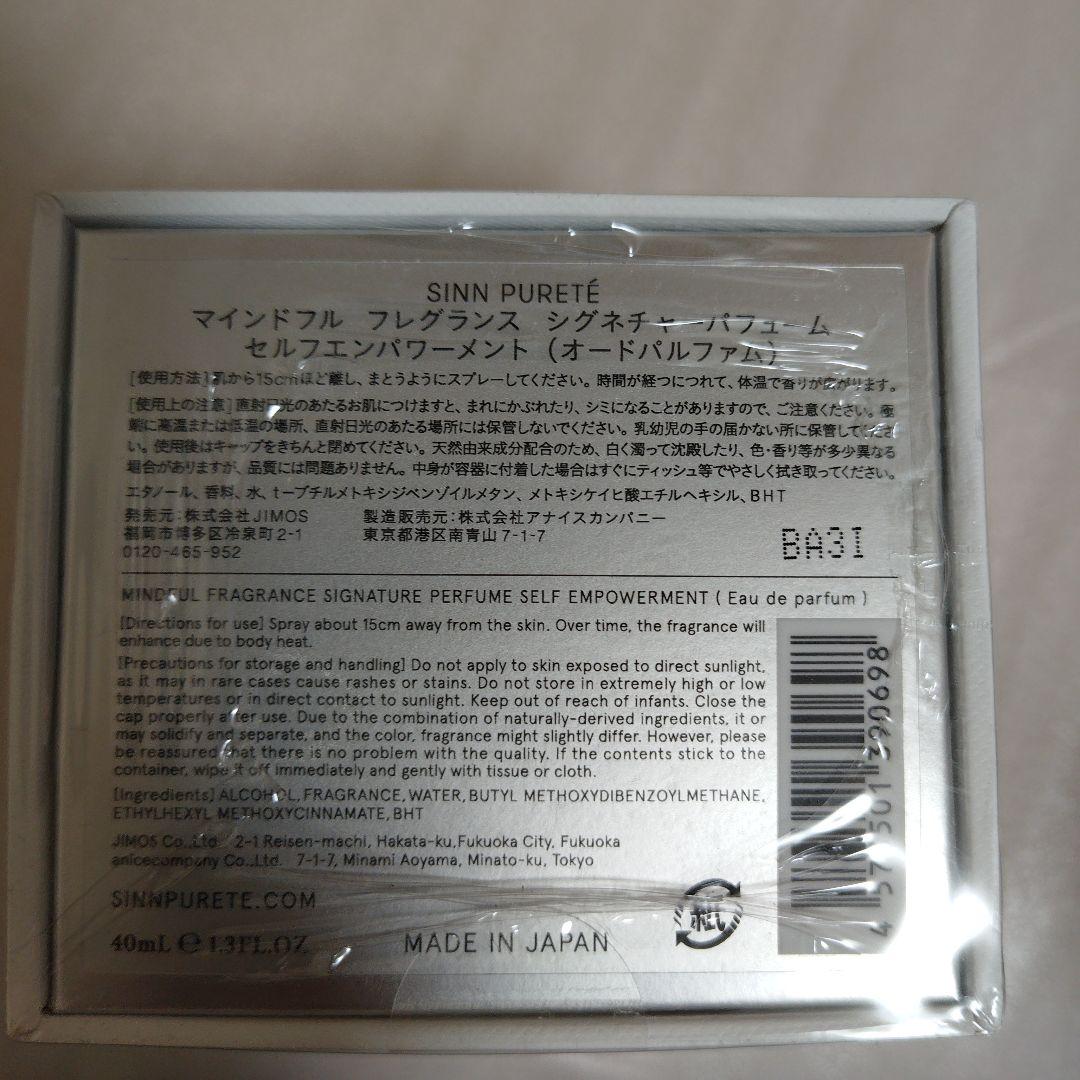 SINN PURETÉ
マインドフル フレグランス シグネチャーパフューム
セルフエンパワーメント（オードパルファム）
[使用方法]肌から15cmほど離し、まとうようにスプレーしてください。時間が経つにつれて、体温で香りが広がります。
[使用上の注意]直射日光のあたるお肌につけますと、まれにかぶれたり、シミになることがありますので、ご注意ください。極
端に高温または低温の場所、直射日光のあたる場所には保管しないでください。乳幼児の手の届かない所に保管してくださ
い。使用後はキャップをきちんと閉めてください。天然由来成分配合のため、白く濁って沈殿したり、色・香り等が多少異なる
場合がありますが、品質には問題ありません。中身が容器に付着した場合はすぐにティッシュ等でやさしく拭き取ってください。
エタノール、香料、水、t－ブチルメトキシジベンゾイルメタン、メトキシケイヒ酸エチルヘキシル、BHT
発売元：株式会社JIMOS 製造販売元：株式会社アナイスカンパニー
福岡市博多区冷泉町2-1 東京都港区南青山7-1-7
0120-465-952
BA3I
MINDFUL FRAGRANCE SIGNATURE PERFUME SELF EMPOWERMENT ( Eau de parfum )
[Directions for use] Spray about 15cm away from the skin. Over time, the fragrance will
enhance due to body heat.
[Precautions for storage and handling] Do not apply to skin exposed to direct sunlight,
as it may in rare cases cause rashes or stains. Do not store in extremely high or low
temperatures or in direct contact to sunlight. Keep out of reach of infants. Close the
cap properly after use. Due to the combination of naturally-derived ingredients, it or
may solidify and separate, and the color, fragrance might slightly differ. However, please
be reassured that there is no problem with the quality. If the contents stick to the
container, wipe it off immediately and gently with tissue or cloth.
[Ingredients] ALCOHOL, FRAGRANCE, WATER, BUTYL METHOXYDIBENZOYLMETHANE,
ETHYLHEXYL METHOXYCINNAMATE, BHT
JIMOS Co.,Ltd. 2-1 Reisen-machi, Hakata-ku,Fukuoka City, Fukuoka
anicecompany Co.,Ltd. 7-1-7, Minami Aoyama, Minato-ku, Tokyo
SINNPURETE.COM
40mL ℮ 1.3FL.OZ
MADE IN JAPAN
紙
4 573501 390698